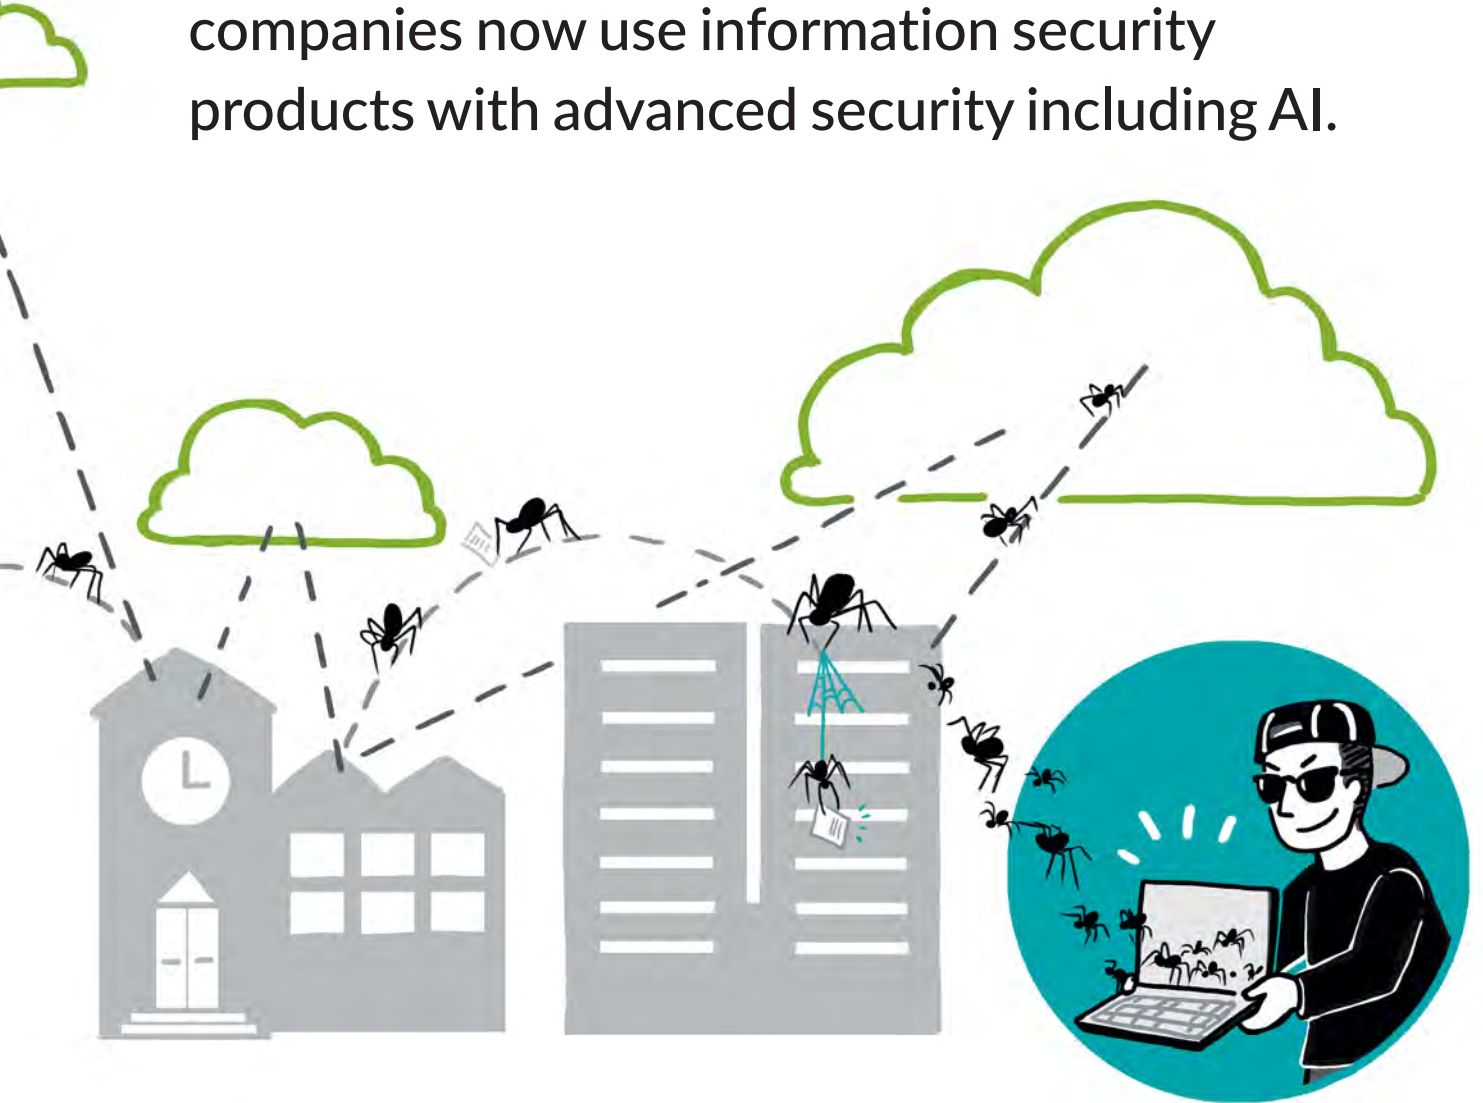 companies now use information security
products with advanced security including AI.